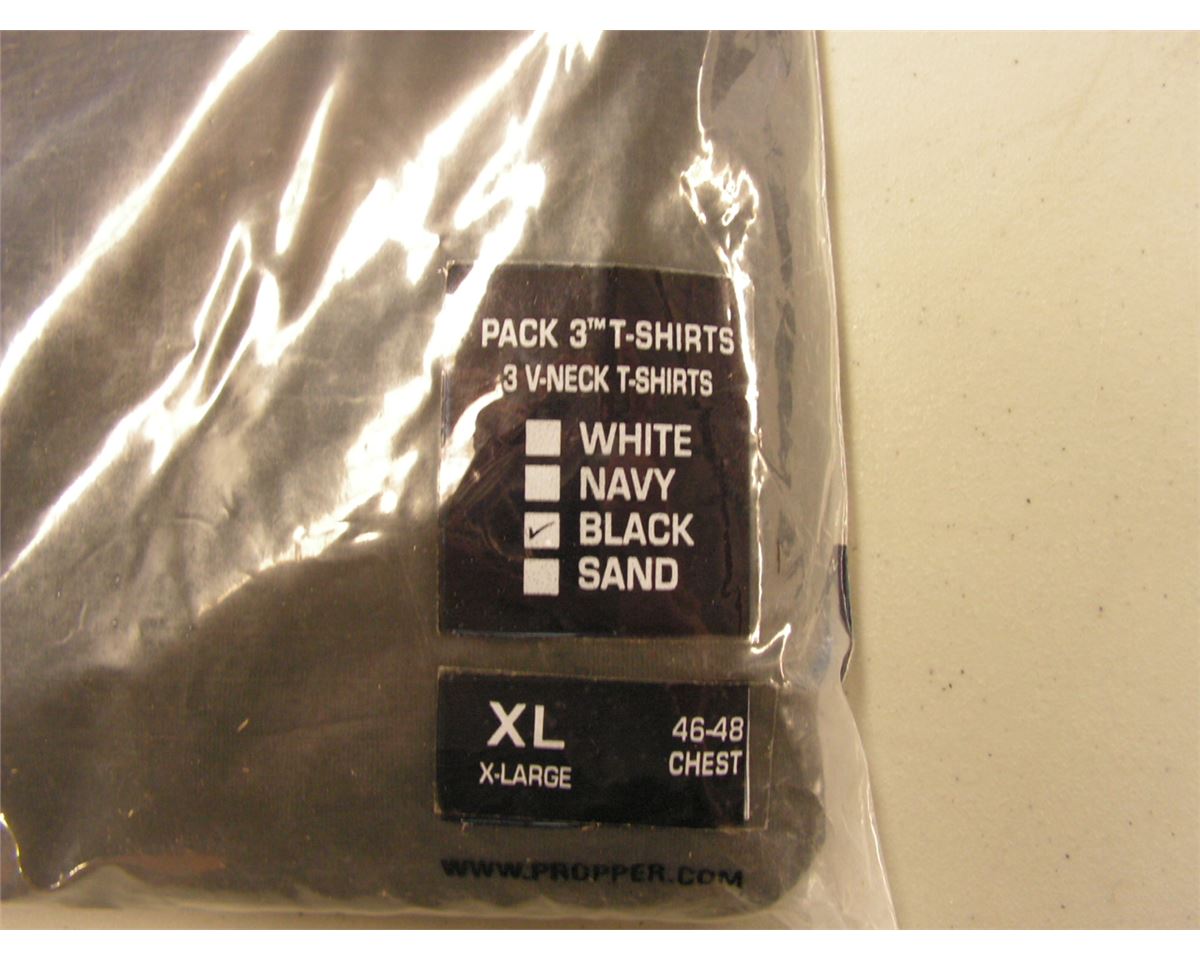 PACK 3™ T-SHIRTS
3 V-NECK T-SHIRTS
WHITE
NAVY
BLACK
SAND
XL
X-LARGE
46-48
CHEST
WWW.PROPPER.COM